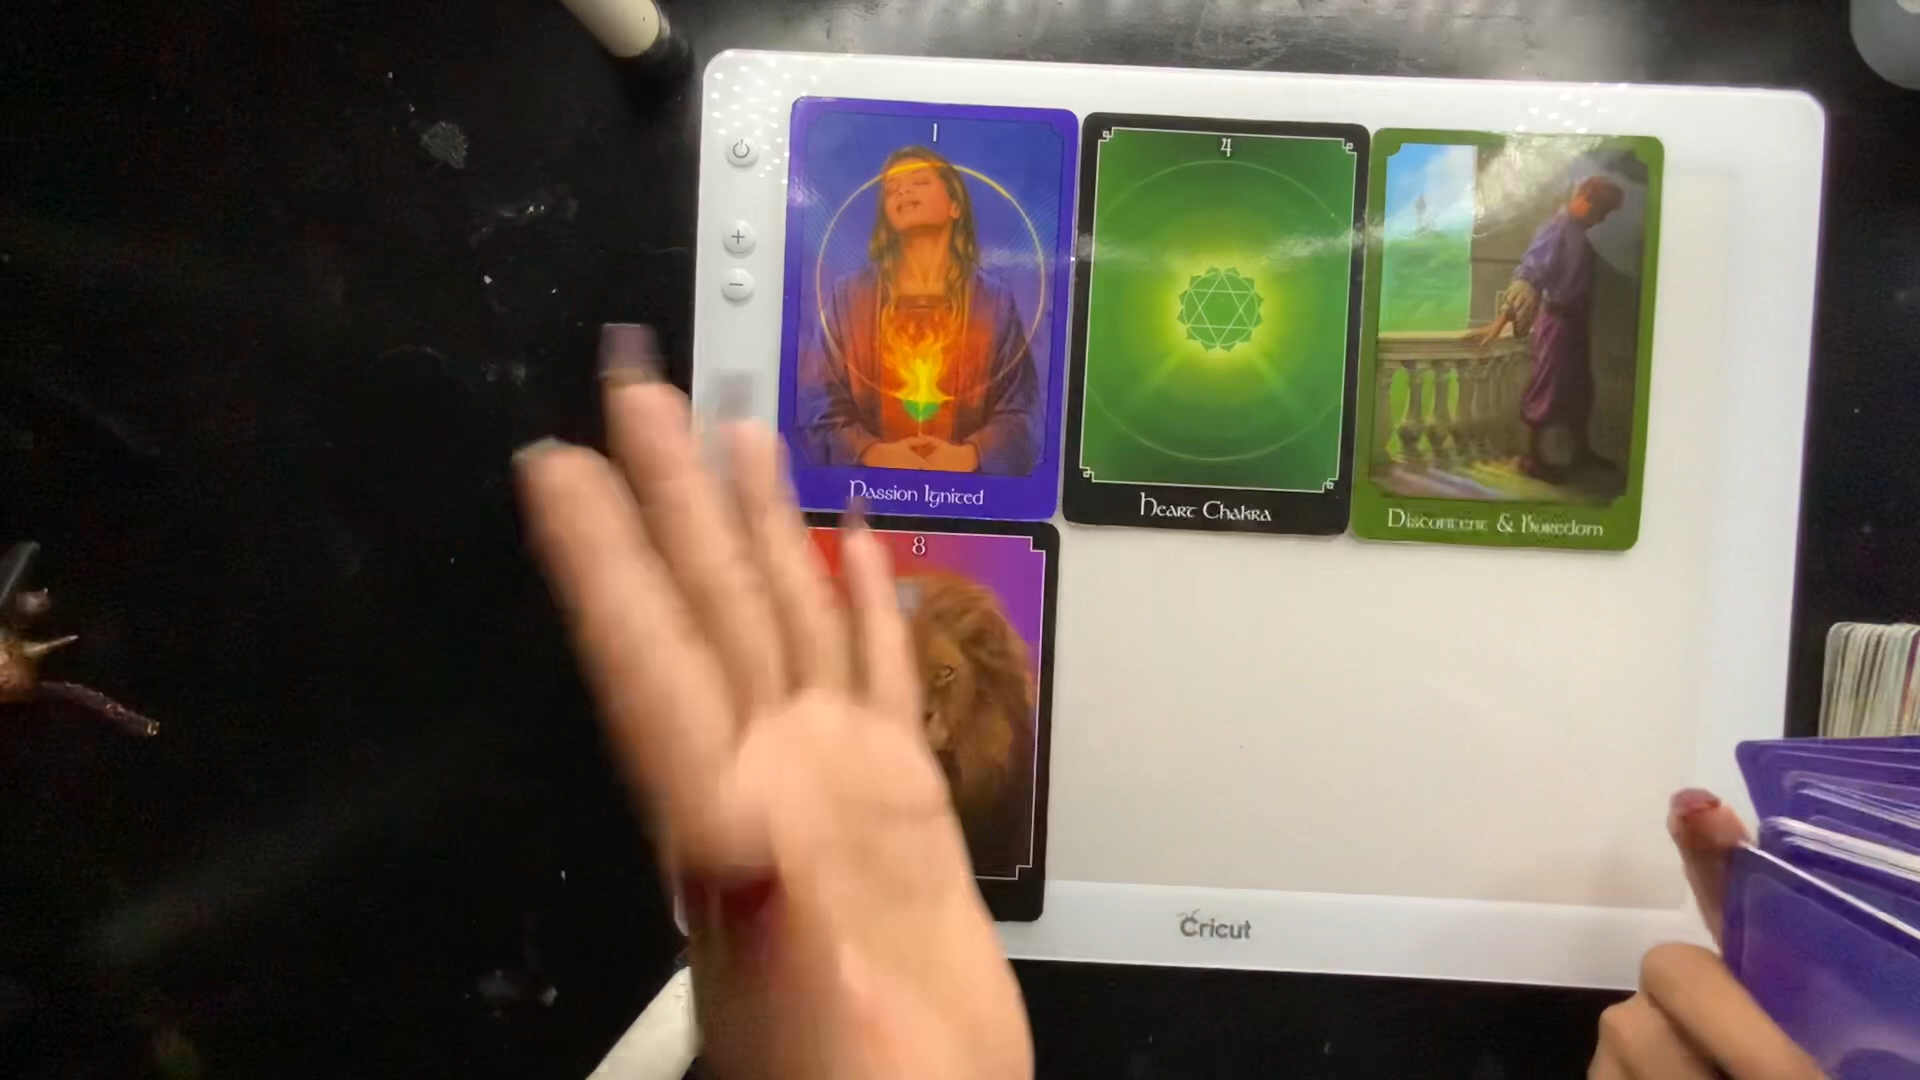 1
Passion Ignited
4
Heart Chakra
Discontent & Boredom
8
Cricut